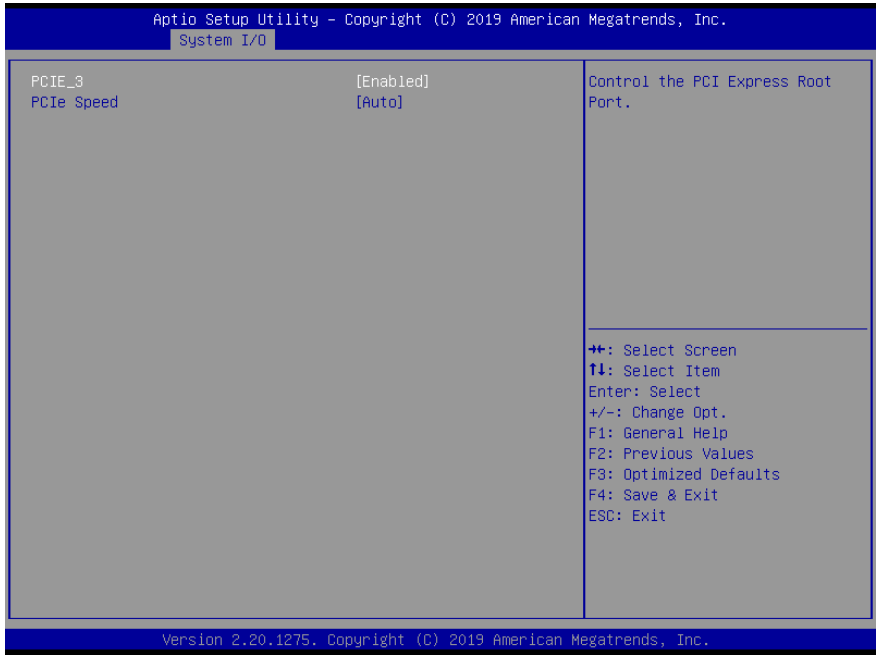 Aptio Setup Utility – Copyright (C) 2019 American Megatrends, Inc.
System I/O
PCIE_3 [Enabled]
PCIe Speed [Auto]
Control the PCI Express Root
Port.
→←: Select Screen
↑↓: Select Item
Enter: Select
+/-: Change Opt.
F1: General Help
F2: Previous Values
F3: Optimized Defaults
F4: Save & Exit
ESC: Exit
Version 2.20.1275. Copyright (C) 2019 American Megatrends, Inc.